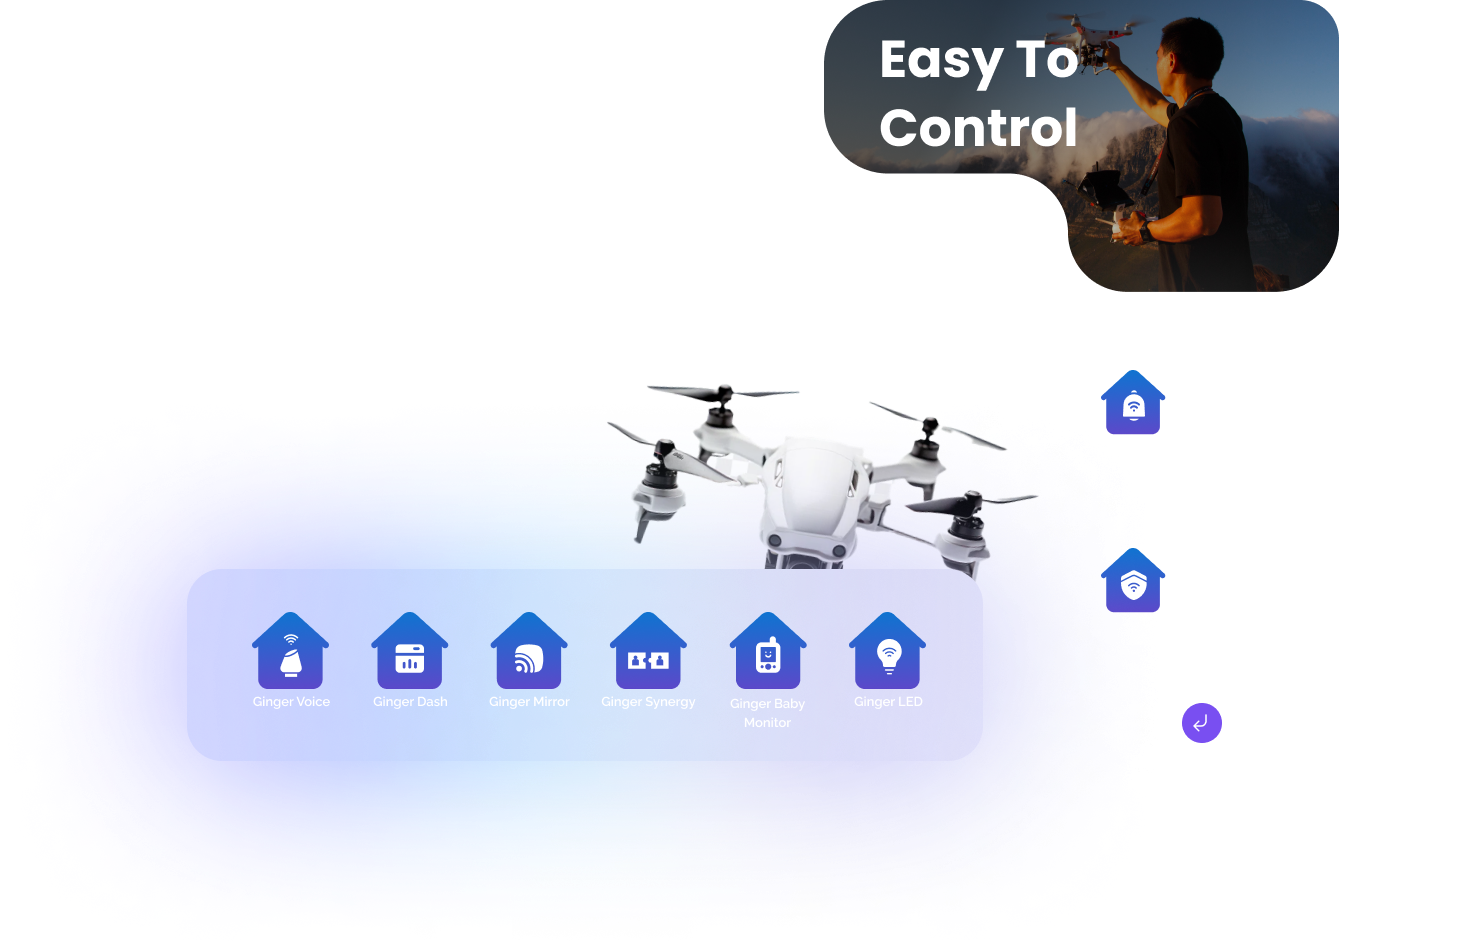 Easy To
Control
Ginger Voice
Ginger Dash
Ginger Mirror
Ginger Synergy
Ginger Baby
Monitor
Ginger LED